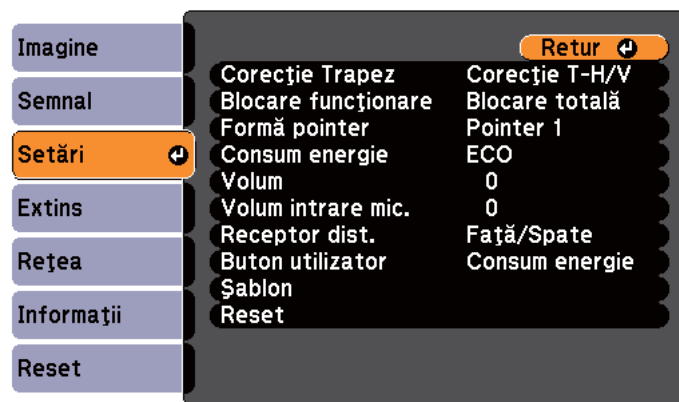 Imagine
Semnal
Setări
Extins
Reţea
Informaţii
Reset
Retur
Corecţie Trapez Corecţie T-H/V
Blocare funcţionare Blocare totală
Formă pointer Pointer 1
Consum energie ECO
Volum 0
Volum intrare mic. 0
Receptor dist. Faţă/Spate
Buton utilizator Consum energie
Şablon
Reset